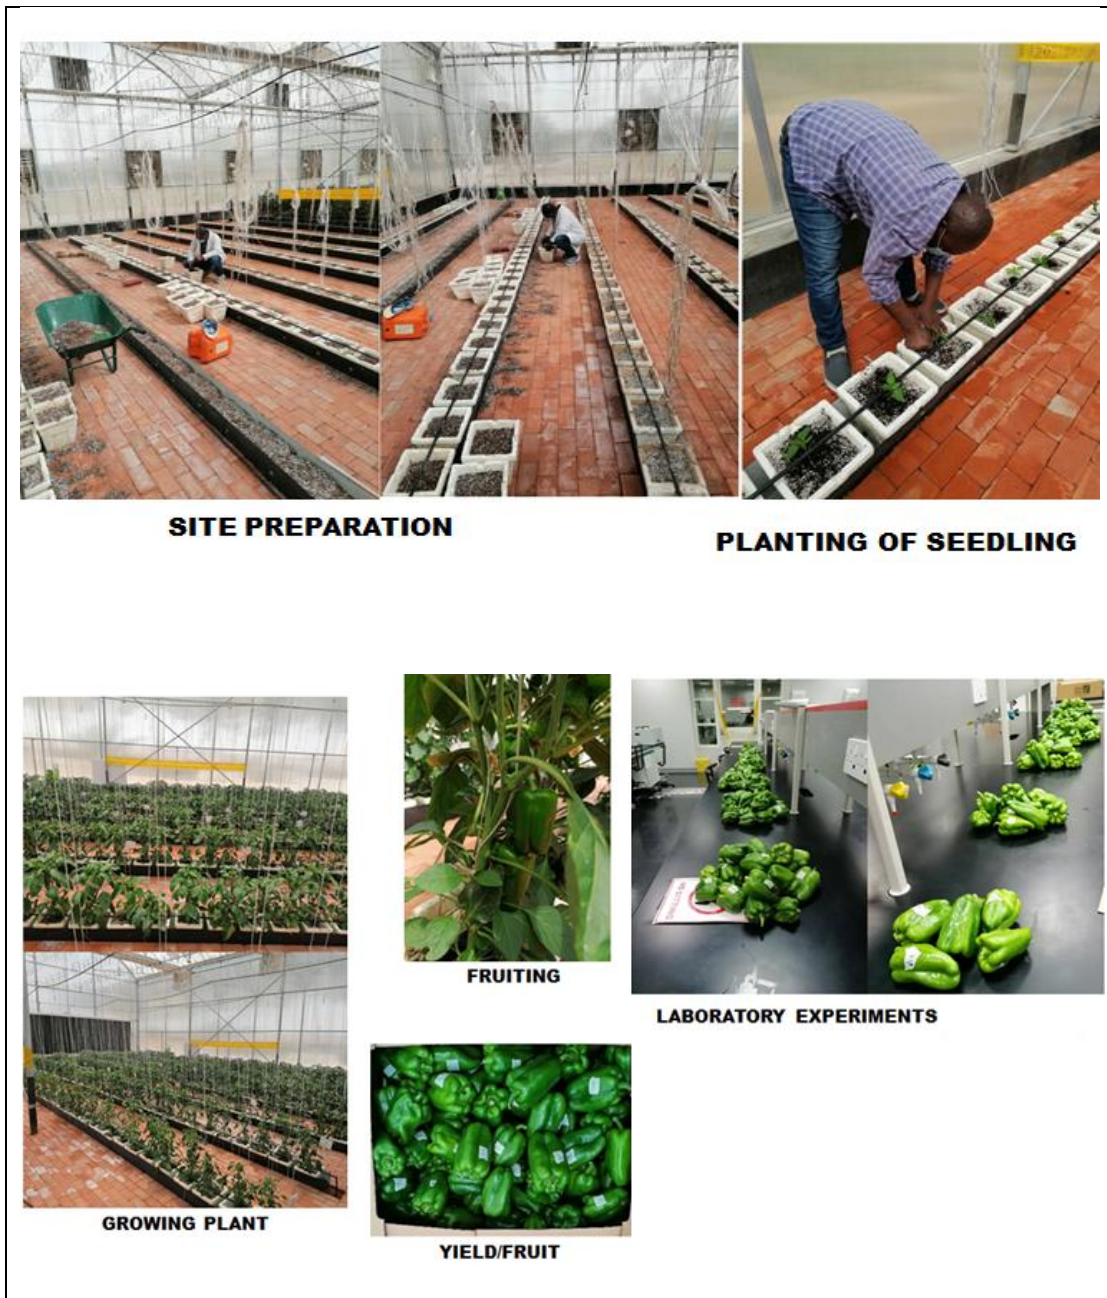 SITE PREPARATION
PLANTING OF SEEDLING
FRUITING
LABORATORY EXPERIMENTS
GROWING PLANT
YIELD/FRUIT